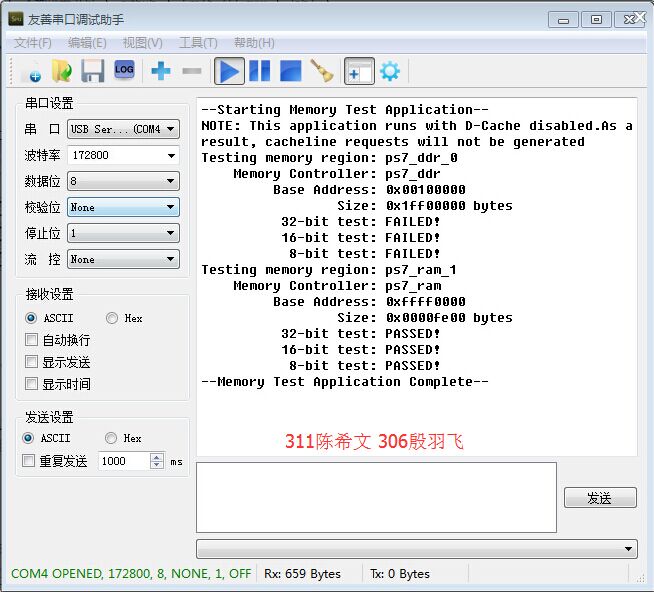 友善串口调试助手
文件(F) 编辑(E) 视图(V) 工具(T) 帮助(H)
LOG
串口设置
串 口 USB Ser... (COM4
波特率 172800
数据位 8
校验位 None
停止位 1
流 控 None
接收设置
ASCII Hex
自动换行
显示发送
显示时间
发送设置
ASCII Hex
重复发送 1000 ms
--Starting Memory Test Application--
NOTE: This application runs with D-Cache disabled.As a
result, cacheline requests will not be generated
Testing memory region: ps7_ddr_0
Memory Controller: ps7_ddr
Base Address: 0x00100000
Size: 0x1ff00000 bytes
32-bit test: FAILED!
16-bit test: FAILED!
8-bit test: FAILED!
Testing memory region: ps7_ram_1
Memory Controller: ps7_ram
Base Address: 0xffff0000
Size: 0x0000fe00 bytes
32-bit test: PASSED!
16-bit test: PASSED!
8-bit test: PASSED!
--Memory Test Application Complete--
311陈希文 306殷羽飞
发送
COM4 OPENED, 172800, 8, NONE, 1, OFF Rx: 659 Bytes Tx: 0 Bytes